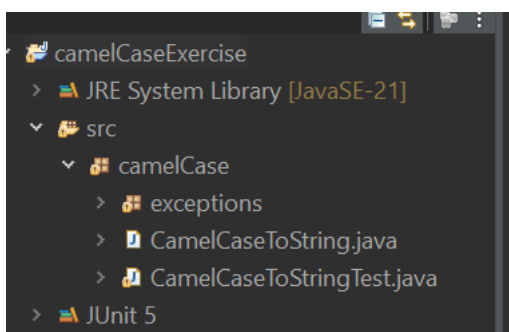 camelCaseExercise
JRE System Library [JavaSE-21]
src
camelCase
exceptions
CamelCaseToString.java
CamelCaseToStringTest.java
JUnit 5